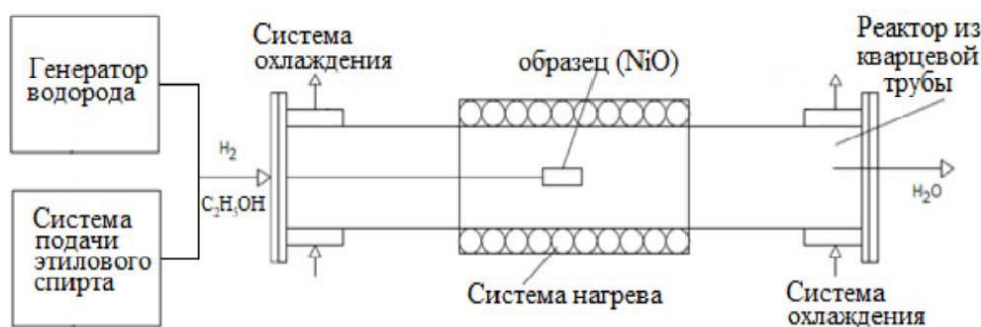 Генератор
водорода
Система
подачи
этилового
спирта
H₂
C₂H₅OH
Система
охлаждения
образец (NiO)
Реактор из
кварцевой
трубы
H₂O
Система нагрева
Система
охлаждения